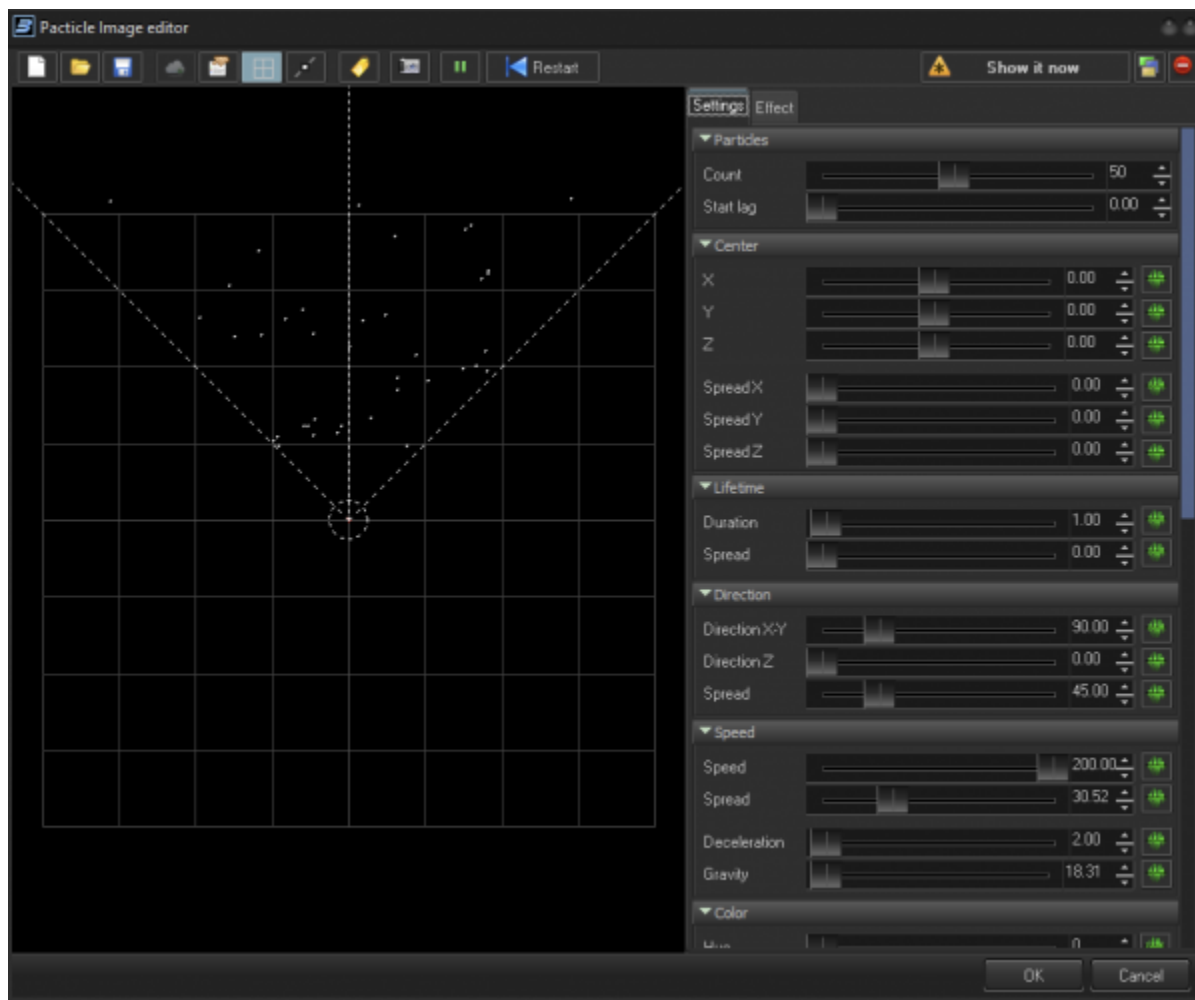 Pacticle Image editor
Restart
Show it now
Settings Effect
Particles
Count 50
Start lag 0.00
Center
X 0.00
Y 0.00
Z 0.00
Spread X 0.00
Spread Y 0.00
Spread Z 0.00
Lifetime
Duration 1.00
Spread 0.00
Direction
Direction X-Y 90.00
Direction Z 0.00
Spread 45.00
Speed
Speed 200.00
Spread 30.52
Deceleration 2.00
Gravity 18.31
Color
Hue 0
OK Cancel